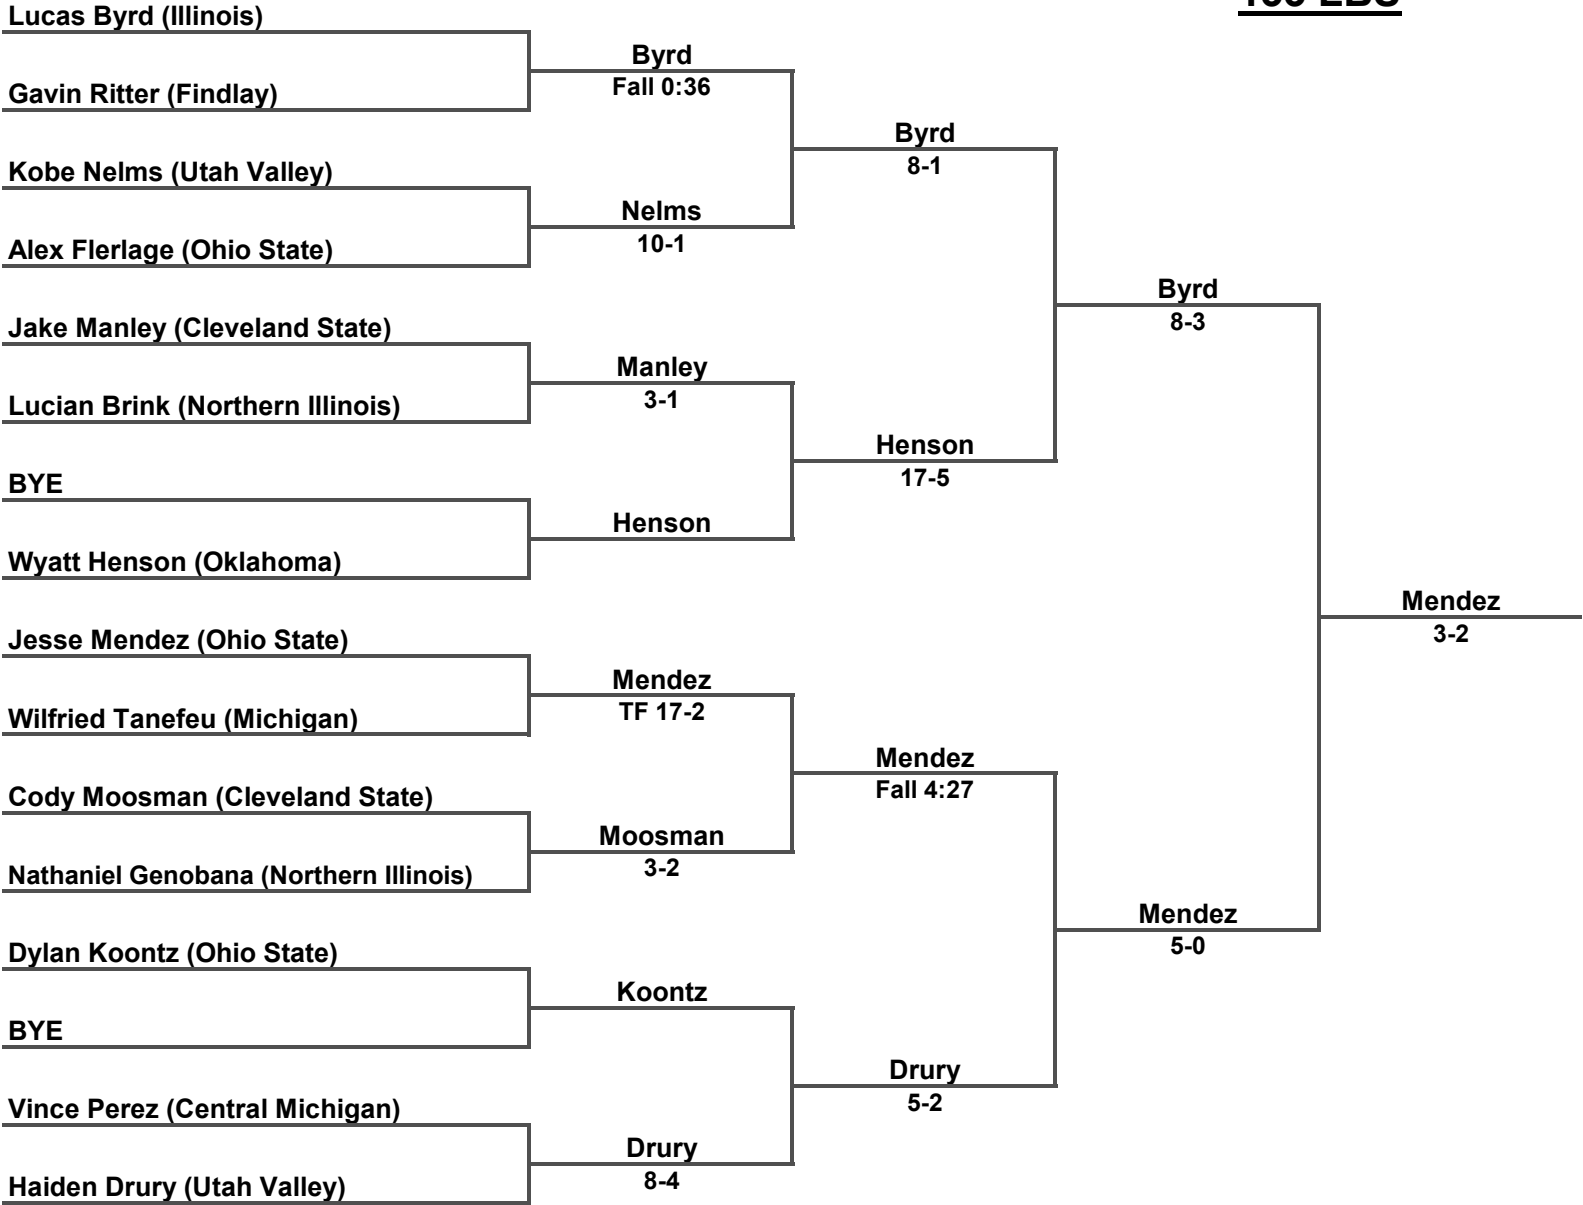 Lucas Byrd (Illinois)
Gavin Ritter (Findlay)
Kobe Nelms (Utah Valley)
Alex Flerlage (Ohio State)
Jake Manley (Cleveland State)
Lucian Brink (Northern Illinois)
BYE
Wyatt Henson (Oklahoma)
Jesse Mendez (Ohio State)
Wilfried Tanefeu (Michigan)
Cody Moosman (Cleveland State)
Nathaniel Genobana (Northern Illinois)
Dylan Koontz (Ohio State)
BYE
Vince Perez (Central Michigan)
Haiden Drury (Utah Valley)
Byrd
Fall 0:36
Nelms
10-1
Manley
3-1
Henson
Mendez
TF 17-2
Moosman
3-2
Koontz
Drury
8-4
Byrd
8-1
Henson
17-5
Mendez
Fall 4:27
Drury
5-2
Byrd
8-3
Mendez
5-0
Mendez
3-2
LBS